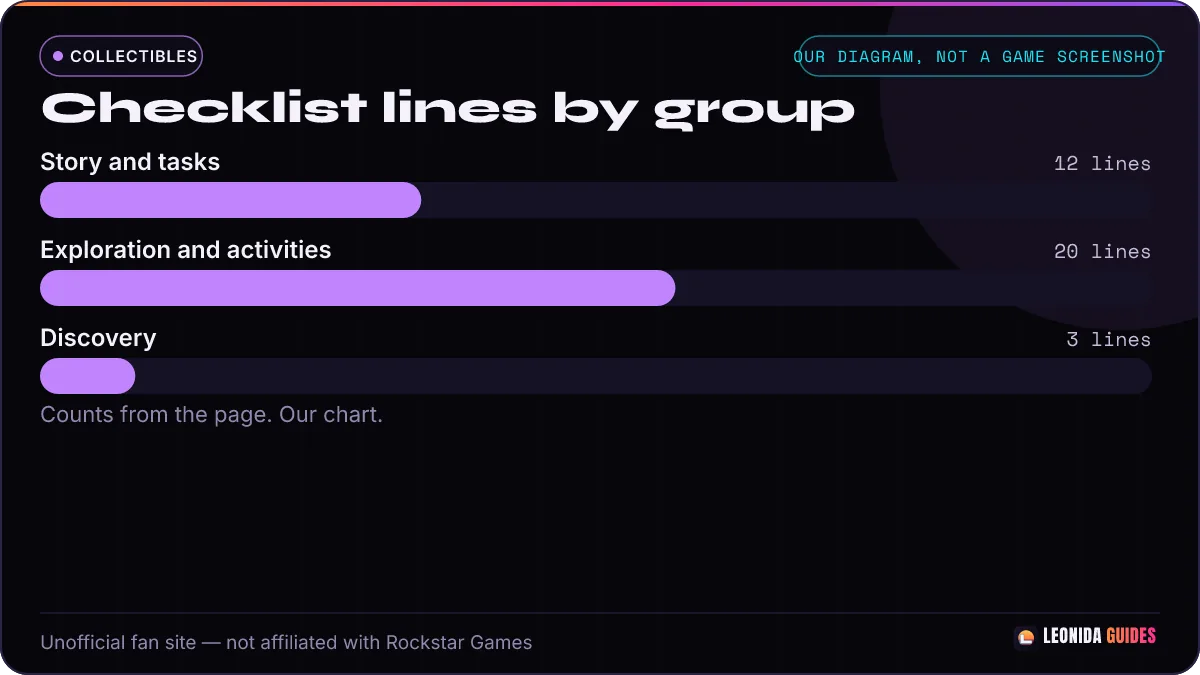 COLLECTIBLES
OUR DIAGRAM, NOT A GAME SCREENSHOT
Checklist lines by group
Story and tasks
12 lines
Exploration and activities
20 lines
Discovery
3 lines
Counts from the page. Our chart.
Unofficial fan site — not affiliated with Rockstar Games
LEONIDA GUIDES